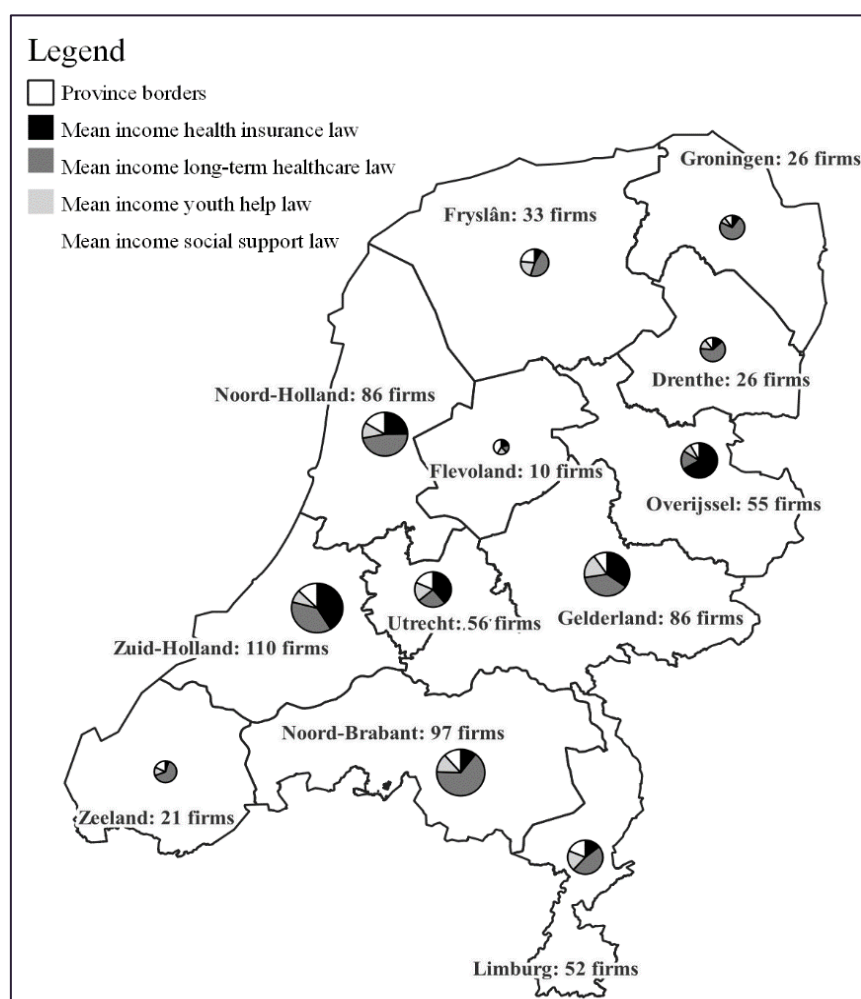 Legend
Province borders
Mean income health insurance law
Mean income long-term healthcare law
Mean income youth help law
Mean income social support law
Groningen: 26 firms
Fryslân: 33 firms
Drenthe: 26 firms
Noord-Holland: 86 firms
Flevoland: 10 firms
Overijssel: 55 firms
Utrecht: 56 firms
Gelderland: 86 firms
Zuid-Holland: 110 firms
Noord-Brabant: 97 firms
Zeeland: 21 firms
Limburg: 52 firms